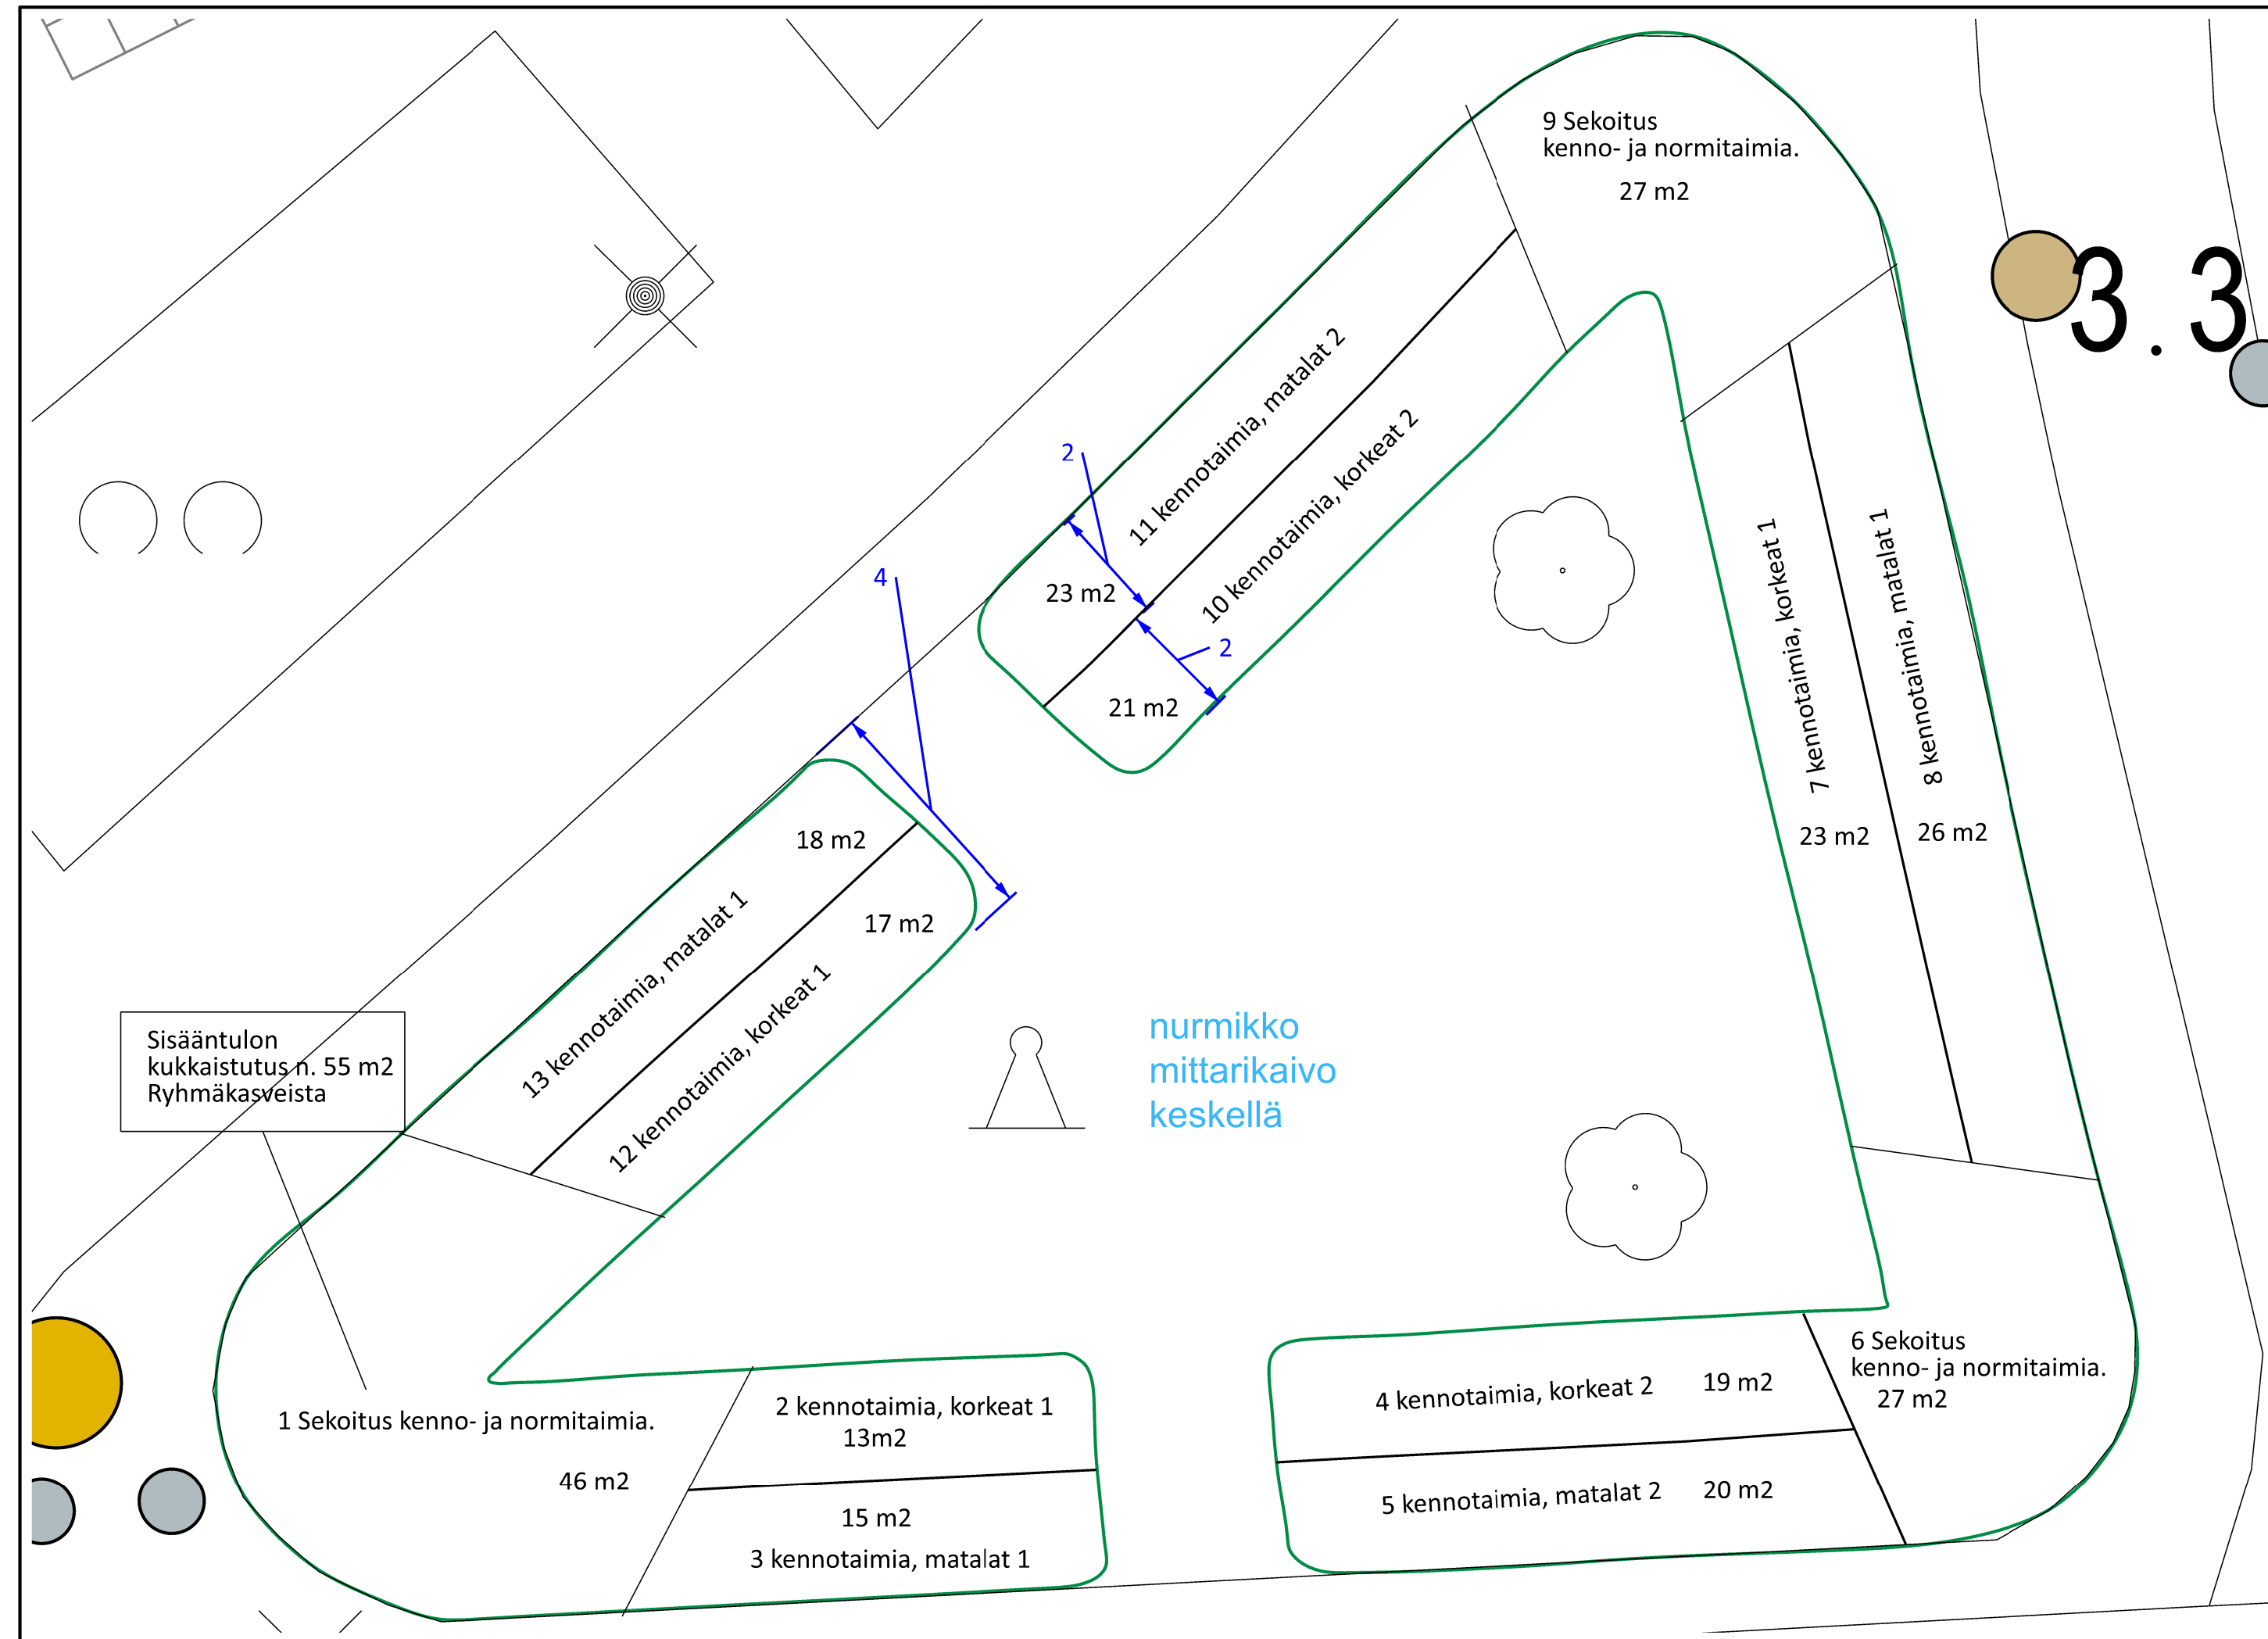 9 Sekoitus
kenno- ja normitaimia.
27 m2
3.3
11 kennotaimia, matalat 2
23 m2
2
10 kennotaimia, korkeat 2
21 m2
2
4
7 kennotaimia, korkeat 1
23 m2
8 kennotaimia, matalat 1
26 m2
18 m2
13 kennotaimia, matalat 1
17 m2
12 kennotaimia, korkeat 1
Sisääntulon
kukkaistutus n. 55 m2
Ryhmäkasveista
nurmikko
mittarikaivo
keskellä
1 Sekoitus kenno- ja normitaimia.
46 m2
2 kennotaimia, korkeat 1
13m2
15 m2
3 kennotaimia, matalat 1
4 kennotaimia, korkeat 2
19 m2
5 kennotaimia, matalat 2
20 m2
6 Sekoitus
kenno- ja normitaimia.
27 m2